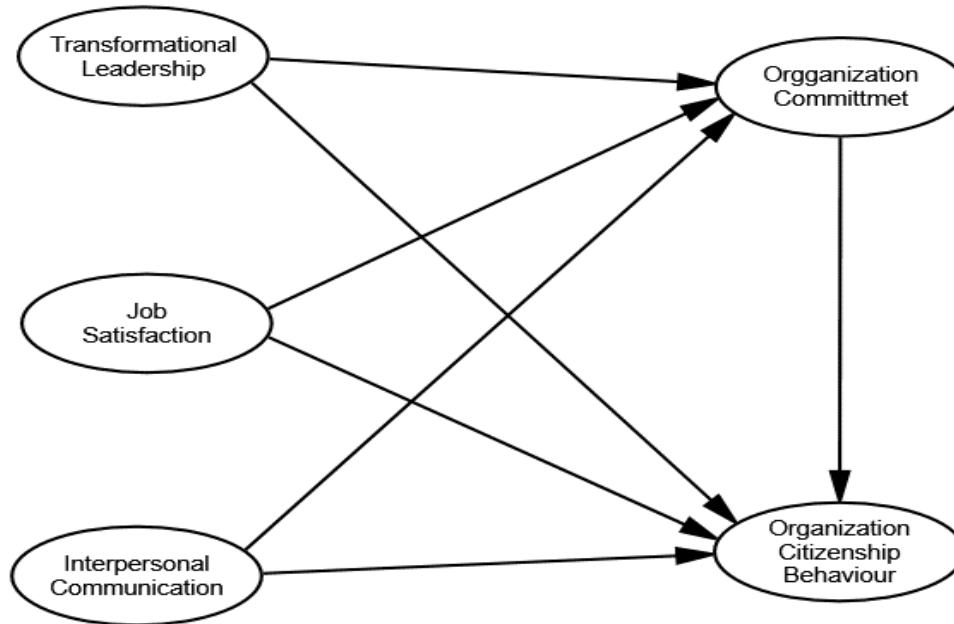 Transformational
Leadership
Orgganization
Committmet
Job
Satisfaction
Interpersonal
Communication
Organization
Citizenship
Behaviour